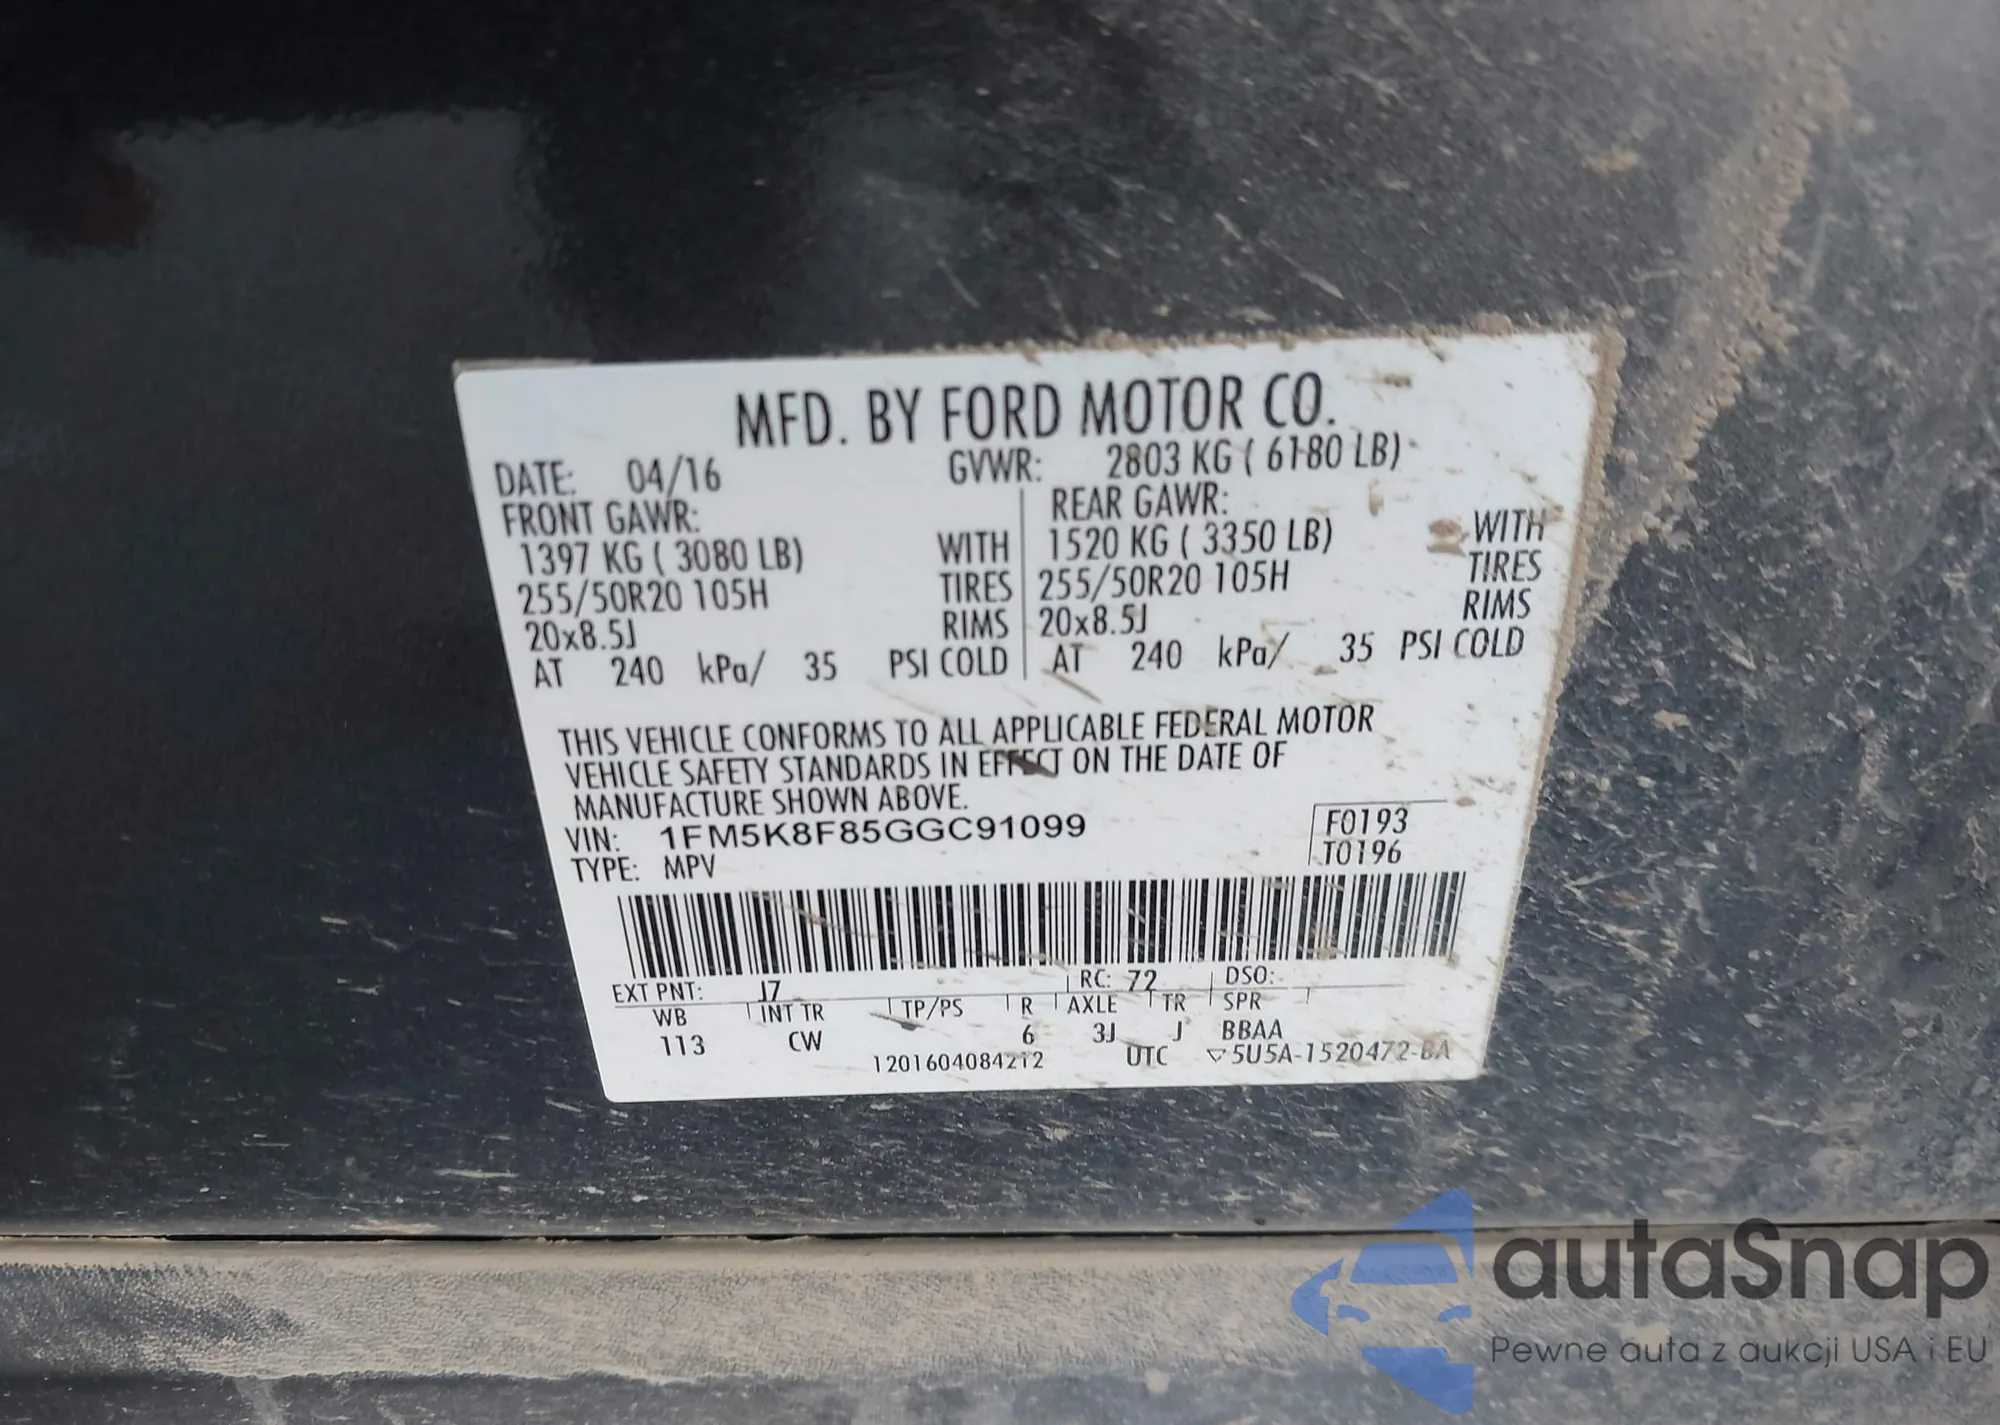 MFD. BY FORD MOTOR CO.
DATE: 04/16 GVWR: 2803 KG ( 6180 LB)
FRONT GAWR: REAR GAWR:
1397 KG ( 3080 LB) WITH 1520 KG ( 3350 LB) WITH
255/50R20 105H TIRES 255/50R20 105H TIRES
20x8.5J RIMS 20x8.5J RIMS
AT 240 kPa/ 35 PSI COLD AT 240 kPa/ 35 PSI COLD
THIS VEHICLE CONFORMS TO ALL APPLICABLE FEDERAL MOTOR
VEHICLE SAFETY STANDARDS IN EFFECT ON THE DATE OF
MANUFACTURE SHOWN ABOVE.
VIN: 1FM5K8F85GGC91099 F0193
TYPE: MPV T0196
EXT PNT: J7 RC: 72 DSO:
WB INT TR TP/PS R AXLE TR SPR
113 CW 6 3J J BBAA
1201604084212 UTC ▽5U5A-1520472-BA
autaSnap
Pewne auta z aukcji USA i EU